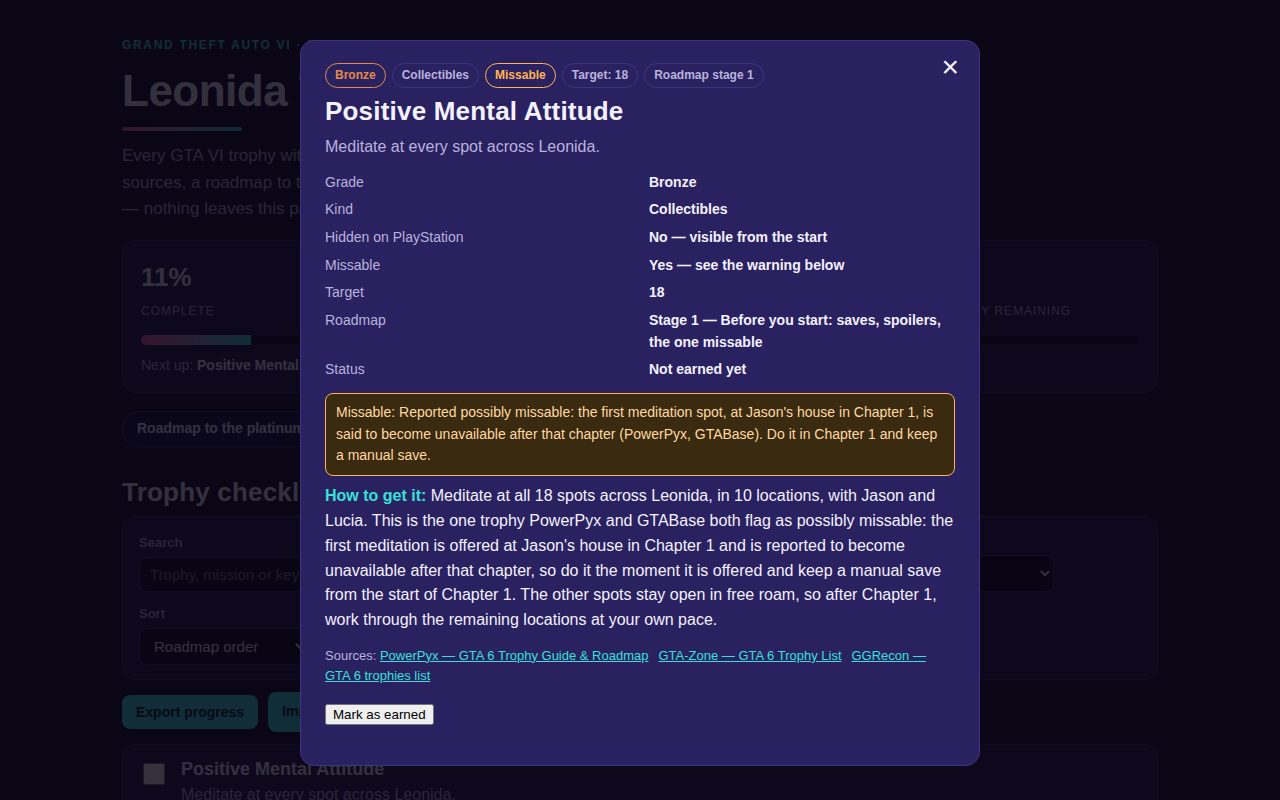 GRAND THEFT AUTO VI ·
Leonida
Every GTA VI trophy wit
sources, a roadmap to t
— nothing leaves this p
11%
COMPLETE
Y REMAINING
Next up: Positive Mental
Roadmap to the platinum
Trophy checkl
Search
Trophy, mission or key
Sort
Roadmap order
Export progress
Im
Positive Mental Attitude
Meditate at every spot across Leonida.
Bronze
Collectibles
Missable
Target: 18
Roadmap stage 1
✕
Positive Mental Attitude
Meditate at every spot across Leonida.
Grade Bronze
Kind Collectibles
Hidden on PlayStation No — visible from the start
Missable Yes — see the warning below
Target 18
Roadmap Stage 1 — Before you start: saves, spoilers,
the one missable
Status Not earned yet
Missable: Reported possibly missable: the first meditation spot, at Jason's house in Chapter 1, is
said to become unavailable after that chapter (PowerPyx, GTABase). Do it in Chapter 1 and keep
a manual save.
How to get it: Meditate at all 18 spots across Leonida, in 10 locations, with Jason and
Lucia. This is the one trophy PowerPyx and GTABase both flag as possibly missable: the
first meditation is offered at Jason's house in Chapter 1 and is reported to become
unavailable after that chapter, so do it the moment it is offered and keep a manual save
from the start of Chapter 1. The other spots stay open in free roam, so after Chapter 1,
work through the remaining locations at your own pace.
Sources: PowerPyx — GTA 6 Trophy Guide & Roadmap GTA-Zone — GTA 6 Trophy List GGRecon —
GTA 6 trophies list
Mark as earned